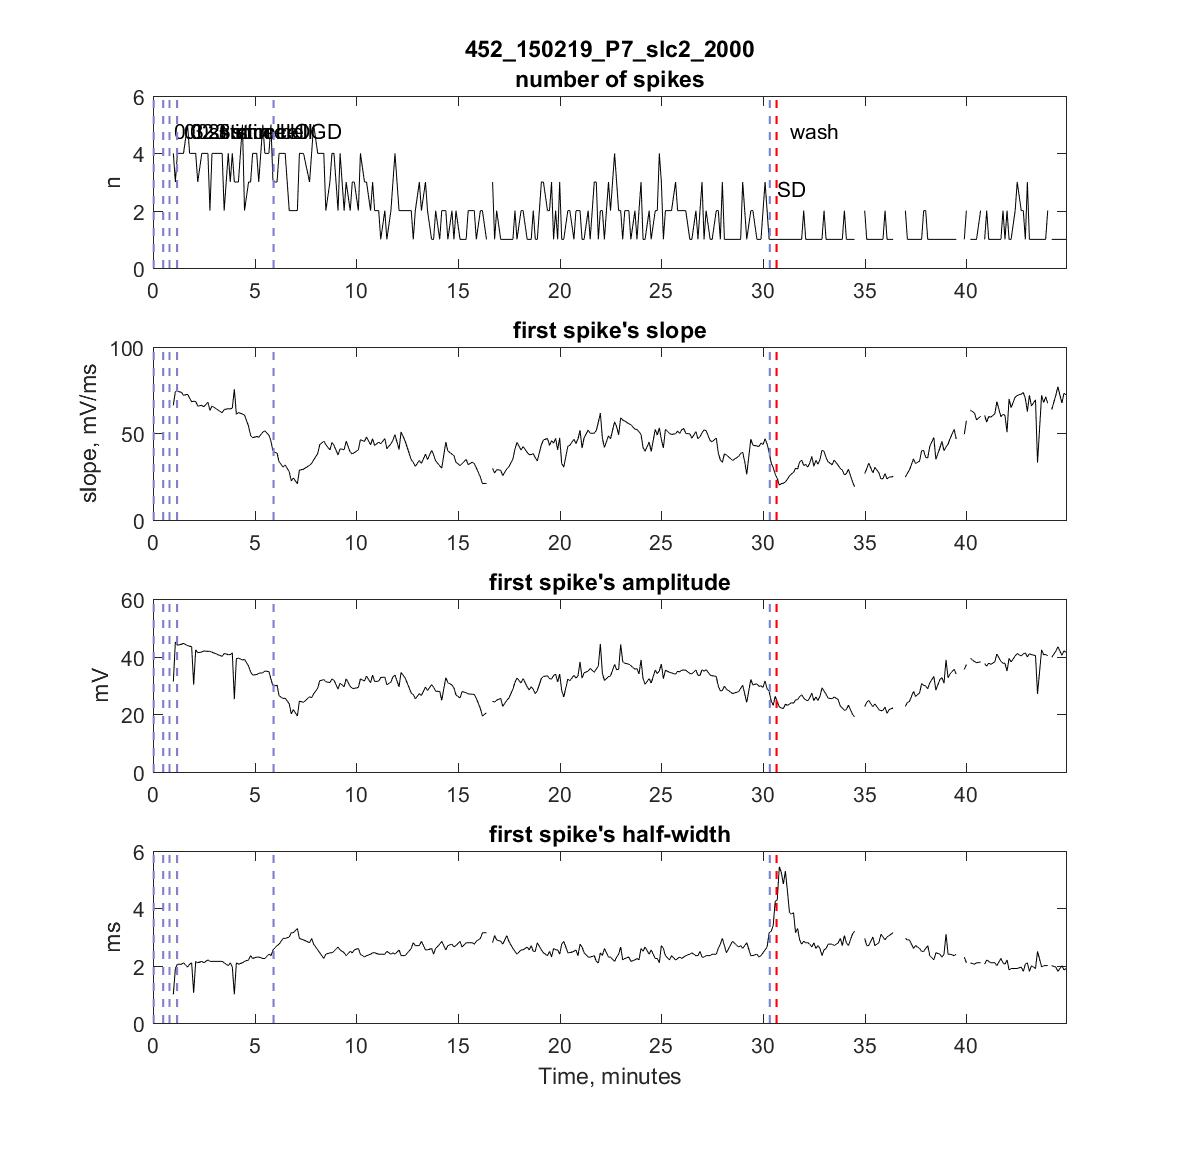 452_150219_P7_slc2_2000
number of spikes
6
4
2
0
n
OGD
wash
SD
0 5 10 15 20 25 30 35 40
first spike's slope
100
50
0
slope, mV/ms
0 5 10 15 20 25 30 35 40
first spike's amplitude
60
40
20
0
mV
0 5 10 15 20 25 30 35 40
first spike's half-width
6
4
2
0
ms
0 5 10 15 20 25 30 35 40
Time, minutes